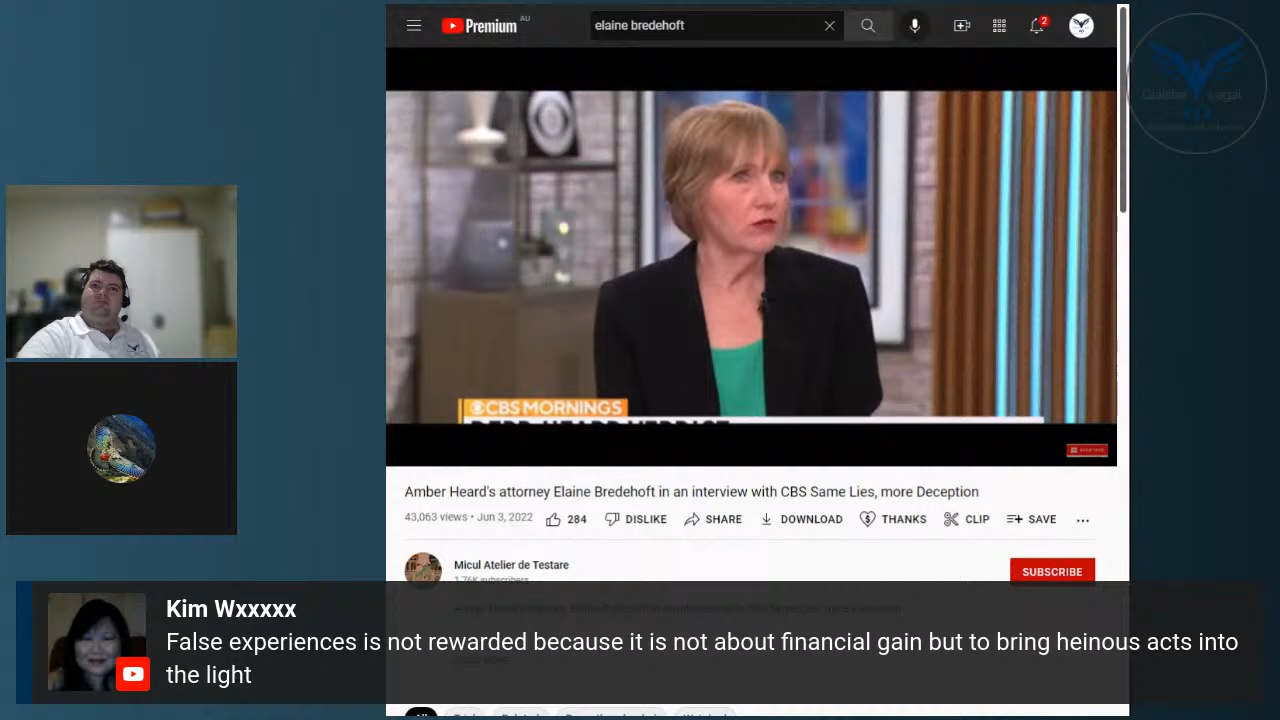 Premium AU
elaine bredehoft
2
CBS MORNINGS
Amber Heard's attorney Elaine Bredehoft in an interview with CBS Same Lies, more Deception
43,063 views • Jun 3, 2022
284 DISLIKE SHARE DOWNLOAD THANKS CLIP SAVE ...
Micul Atelier de Testare
1.76K subscribers
SUBSCRIBE
Kim Wxxxxx
False experiences is not rewarded because it is not about financial gain but to bring heinous acts into
the light